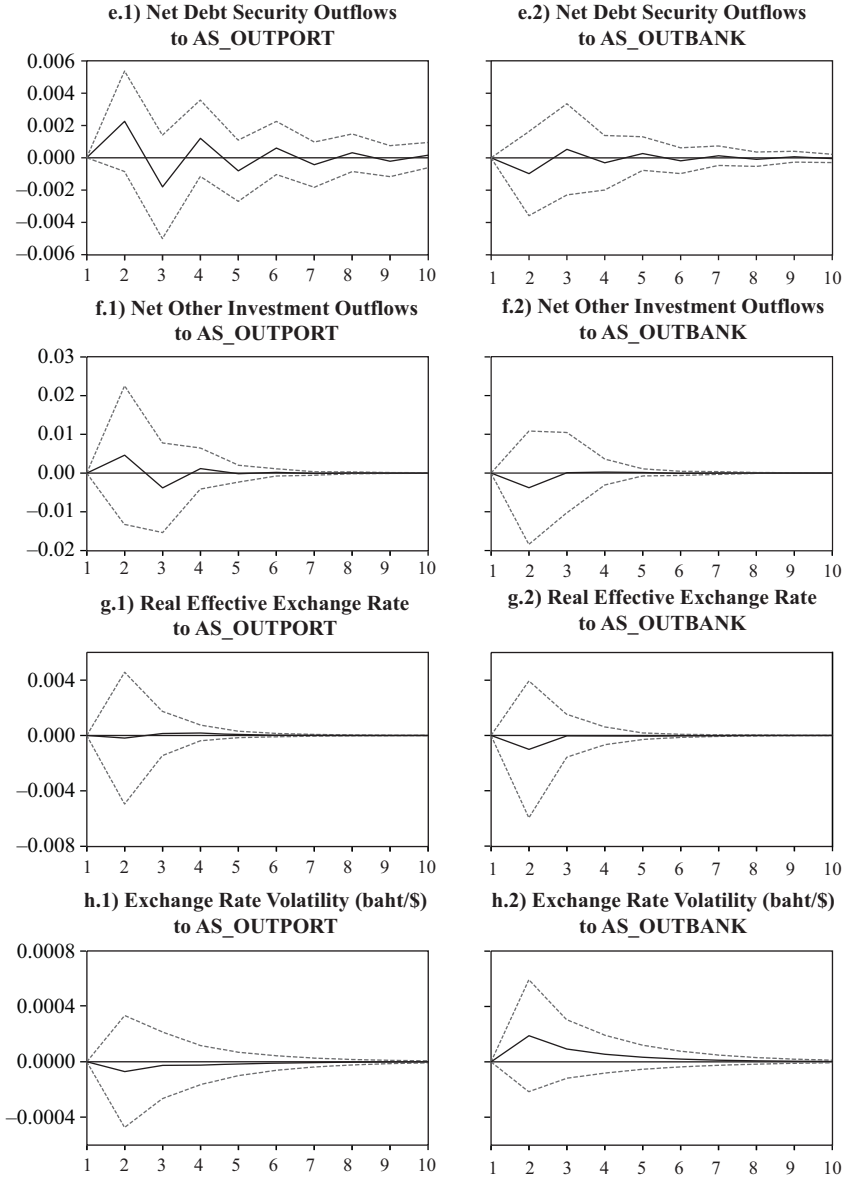 e.1) Net Debt Security Outflows
to AS_OUTPORT
0.006
0.004
0.002
0.000
–0.002
–0.004
–0.006
1 2 3 4 5 6 7 8 9 10
e.2) Net Debt Security Outflows
to AS_OUTBANK
1 2 3 4 5 6 7 8 9 10
f.1) Net Other Investment Outflows
to AS_OUTPORT
0.03
0.02
0.01
0.00
–0.01
–0.02
1 2 3 4 5 6 7 8 9 10
f.2) Net Other Investment Outflows
to AS_OUTBANK
1 2 3 4 5 6 7 8 9 10
g.1) Real Effective Exchange Rate
to AS_OUTPORT
0.004
0.000
–0.004
–0.008
1 2 3 4 5 6 7 8 9 10
g.2) Real Effective Exchange Rate
to AS_OUTBANK
1 2 3 4 5 6 7 8 9 10
h.1) Exchange Rate Volatility (baht/$)
to AS_OUTPORT
0.0008
0.0004
0.0000
–0.0004
1 2 3 4 5 6 7 8 9 10
h.2) Exchange Rate Volatility (baht/$)
to AS_OUTBANK
1 2 3 4 5 6 7 8 9 10